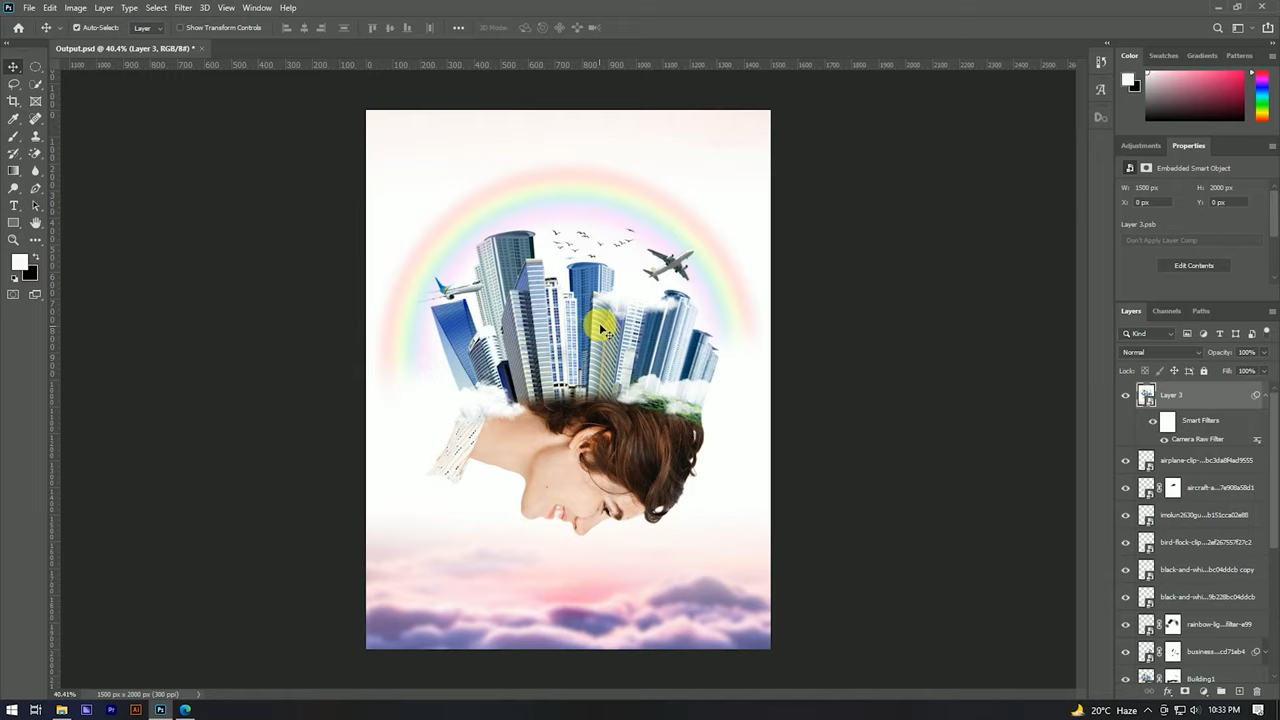 File Edit Image Layer Type Select Filter 3D View Window Help
Auto-Select: Layer Show Transform Controls 3D Mode:
Output.psd @ 40.4% (Layer 3, RGB/8#) *
Color Swatches Gradients Patterns
Adjustments Properties
Embedded Smart Object
W: 1500 px H: 2000 px
X: 0 px Y: 0 px
Layer 3.psb
Don't Apply Layer Comp
Edit Contents
Layers Channels Paths
Kind
Normal Opacity: 100%
Lock: Fill: 100%
Layer 3
Smart Filters
Camera Raw Filter
airplane-clip-...bc3da8f4ad9555
aircraft-a...7e908a58d1
imolun2630gu...b151cca02e88
bird-flock-clip...2ef267557f27c2
black-and-whi...bc04ddcb copy
black-and-whi...9b228bc04ddcb
rainbow-lig...filter-e99
business...cd71eb4
Building1
40.41% 1500 px x 2000 px (300 ppi)
20°C Haze 10:33 PM